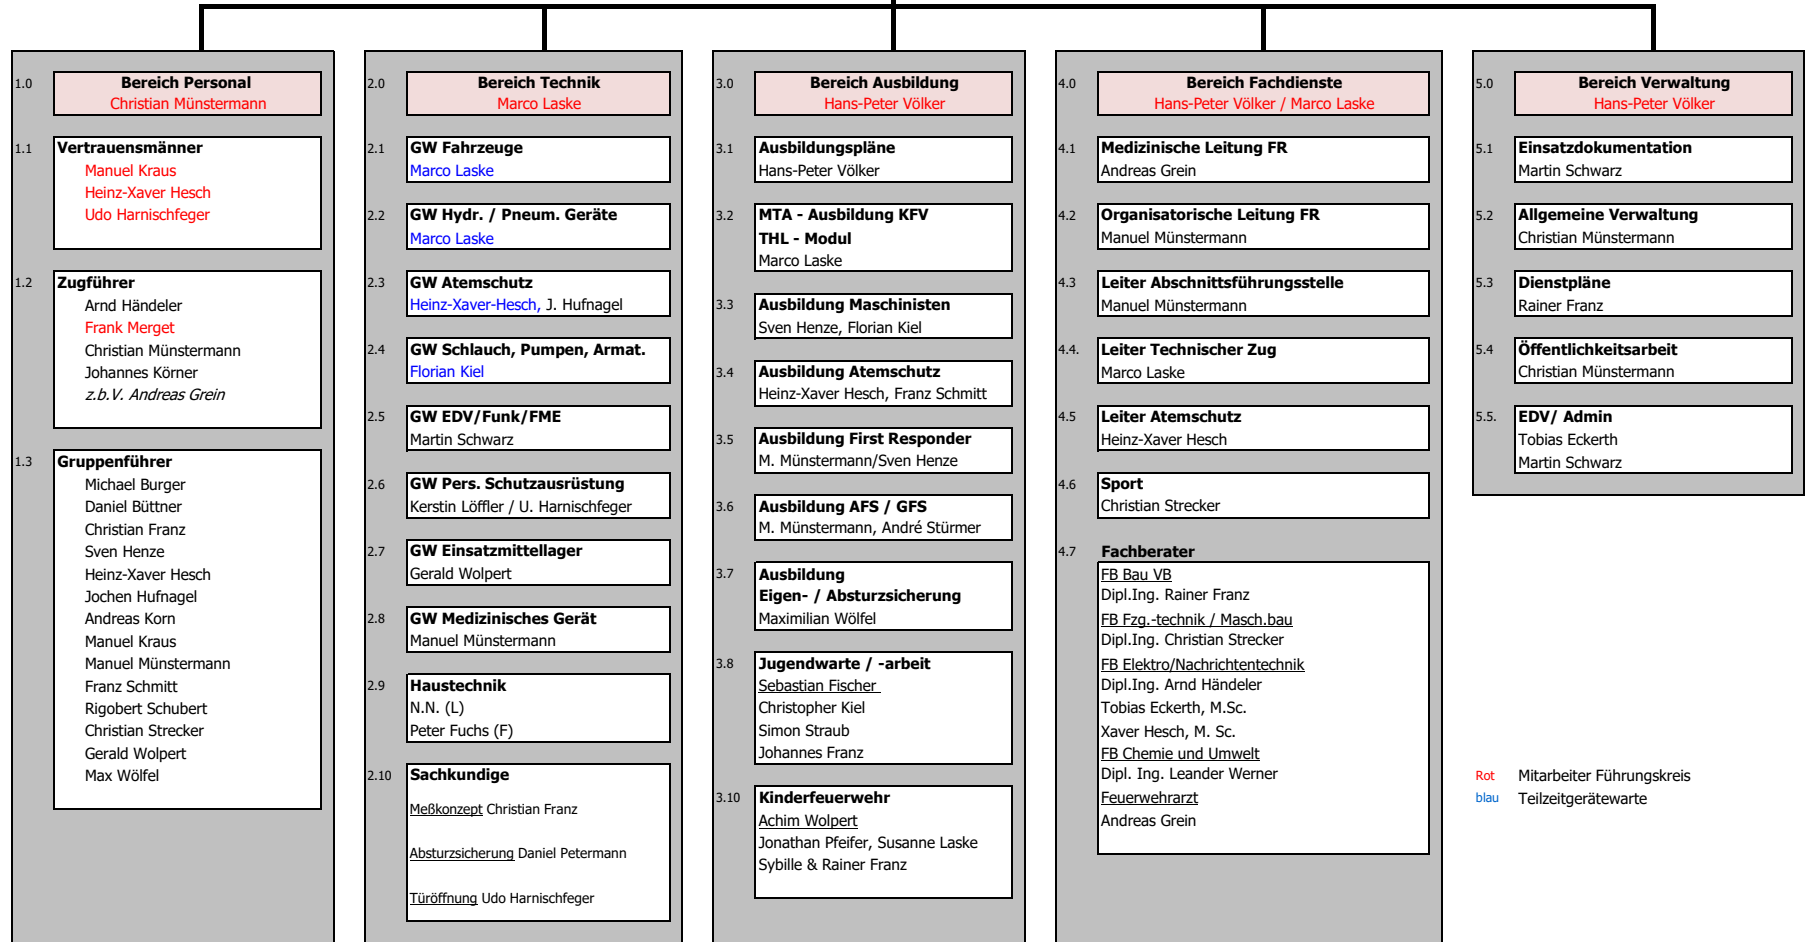 1.0
Bereich Personal
Christian Münstermann
1.1
Vertrauensmänner
Manuel Kraus
Heinz-Xaver Hesch
Udo Harnischfeger
1.2
Zugführer
Arnd Händeler
Frank Merget
Christian Münstermann
Johannes Körner
z.b.V. Andreas Grein
1.3
Gruppenführer
Michael Burger
Daniel Büttner
Christian Franz
Sven Henze
Heinz-Xaver Hesch
Jochen Hufnagel
Andreas Korn
Manuel Kraus
Manuel Münstermann
Franz Schmitt
Rigobert Schubert
Christian Strecker
Gerald Wolpert
Max Wölfel
2.0
Bereich Technik
Marco Laske
2.1
GW Fahrzeuge
Marco Laske
2.2
GW Hydr. / Pneum. Geräte
Marco Laske
2.3
GW Atemschutz
Heinz-Xaver-Hesch, J. Hufnagel
2.4
GW Schlauch, Pumpen, Armat.
Florian Kiel
2.5
GW EDV/Funk/FME
Martin Schwarz
2.6
GW Pers. Schutzausrüstung
Kerstin Löffler / U. Harnischfeger
2.7
GW Einsatzmittellager
Gerald Wolpert
2.8
GW Medizinisches Gerät
Manuel Münstermann
2.9
Haustechnik
N.N. (L)
Peter Fuchs (F)
2.10
Sachkundige
Meßkonzept Christian Franz
Absturzsicherung Daniel Petermann
Türöffnung Udo Harnischfeger
3.0
Bereich Ausbildung
Hans-Peter Völker
3.1
Ausbildungspläne
Hans-Peter Völker
3.2
MTA - Ausbildung KFV
THL - Modul
Marco Laske
3.3
Ausbildung Maschinisten
Sven Henze, Florian Kiel
3.4
Ausbildung Atemschutz
Heinz-Xaver Hesch, Franz Schmitt
3.5
Ausbildung First Responder
M. Münstermann/Sven Henze
3.6
Ausbildung AFS / GFS
M. Münstermann, André Stürmer
3.7
Ausbildung
Eigen- / Absturzsicherung
Maximilian Wölfel
3.8
Jugendwarte / -arbeit
Sebastian Fischer
Christopher Kiel
Simon Straub
Johannes Franz
3.10
Kinderfeuerwehr
Achim Wolpert
Jonathan Pfeifer, Susanne Laske
Sybille & Rainer Franz
4.0
Bereich Fachdienste
Hans-Peter Völker / Marco Laske
4.1
Medizinische Leitung FR
Andreas Grein
4.2
Organisatorische Leitung FR
Manuel Münstermann
4.3
Leiter Abschnittsführungsstelle
Manuel Münstermann
4.4.
Leiter Technischer Zug
Marco Laske
4.5
Leiter Atemschutz
Heinz-Xaver Hesch
4.6
Sport
Christian Strecker
4.7
Fachberater
FB Bau VB
Dipl.Ing. Rainer Franz
FB Fzg.-technik / Masch.bau
Dipl.Ing. Christian Strecker
FB Elektro/Nachrichtentechnik
Dipl.Ing. Arnd Händeler
Tobias Eckerth, M.Sc.
Xaver Hesch, M. Sc.
FB Chemie und Umwelt
Dipl. Ing. Leander Werner
Feuerwehrarzt
Andreas Grein
5.0
Bereich Verwaltung
Hans-Peter Völker
5.1
Einsatzdokumentation
Martin Schwarz
5.2
Allgemeine Verwaltung
Christian Münstermann
5.3
Dienstpläne
Rainer Franz
5.4
Öffentlichkeitsarbeit
Christian Münstermann
5.5.
EDV/ Admin
Tobias Eckerth
Martin Schwarz
Rot Mitarbeiter Führungskreis
blau Teilzeitgerätewarte